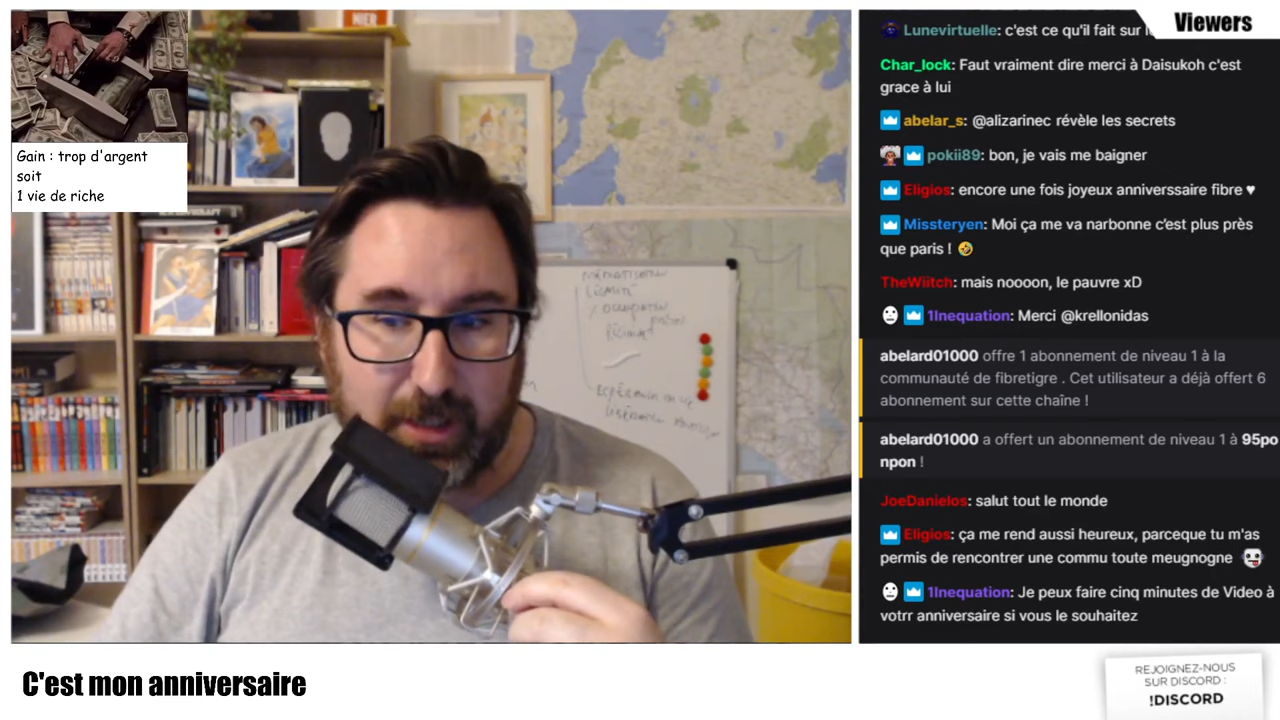 HIER
Gain : trop d'argent
soit
1 vie de riche
Viewers
Lunevirtuelle: c'est ce qu'il fait sur
Char_lock: Faut vraiment dire merci à Daisukoh c'est
grace à lui
abelar_s: @alizarinec révèle les secrets
pokii89: bon, je vais me baigner
Eligios: encore une fois joyeux anniverssaire fibre ♥
Missteryen: Moi ça me va narbonne c'est plus près
que paris ! 🤣
TheWiitch: mais noooon, le pauvre xD
1Inequation: Merci @krellonidas
abelard01000 offre 1 abonnement de niveau 1 à la
communauté de fibretigre . Cet utilisateur a déjà offert 6
abonnement sur cette chaîne !
abelard01000 a offert un abonnement de niveau 1 à 95po
npon !
JoeDanielos: salut tout le monde
Eligios: ça me rend aussi heureux, parceque tu m'as
permis de rencontrer une commu toute meugnogne
1Inequation: Je peux faire cinq minutes de Video à
votrr anniversaire si vous le souhaitez
C'est mon anniversaire
REJOIGNEZ-NOUS
SUR DISCORD :
!DISCORD